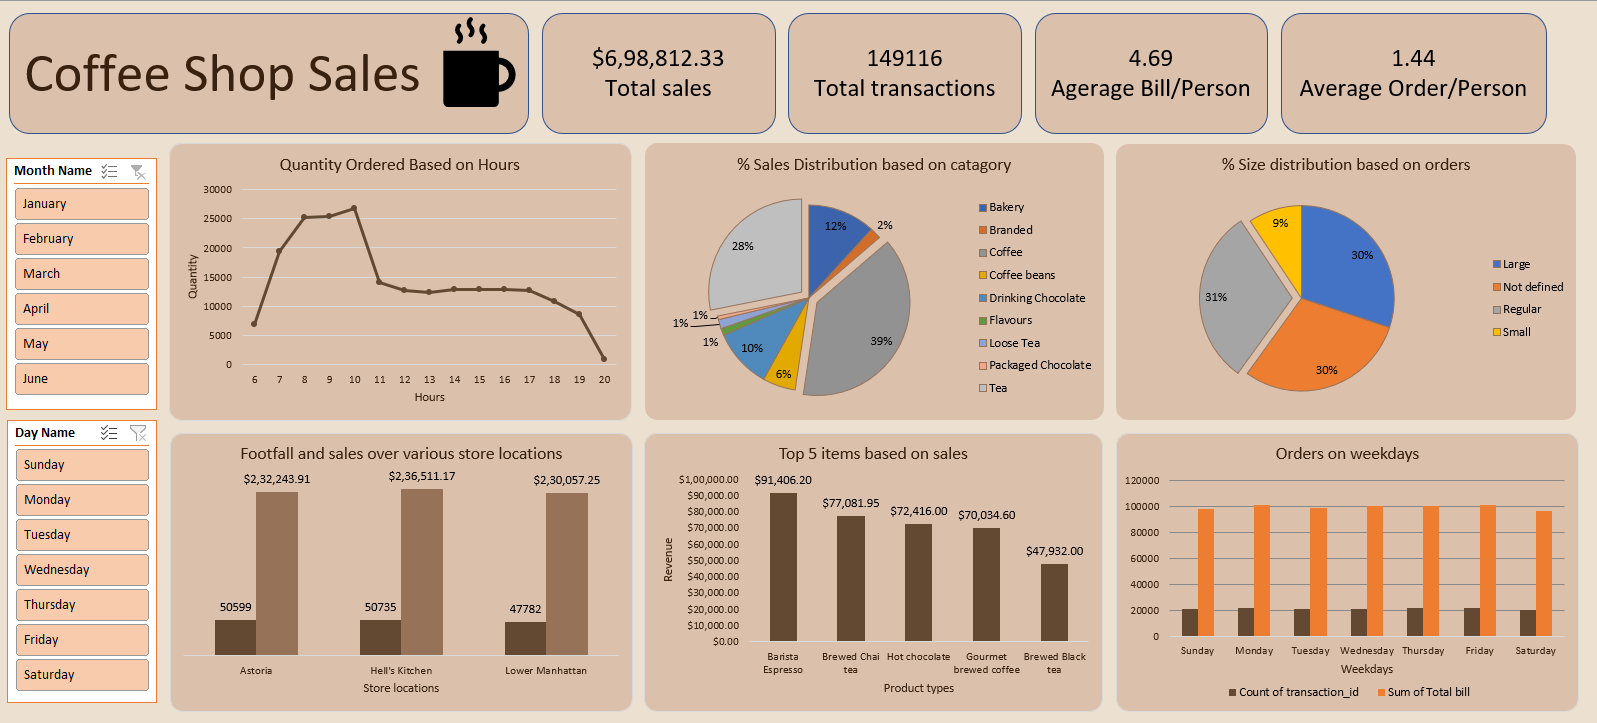 Coffee Shop Sales
$6,98,812.33
Total sales
149116
Total transactions
4.69
Agerage Bill/Person
1.44
Average Order/Person
Month Name
January
February
March
April
May
June
Day Name
Sunday
Monday
Tuesday
Wednesday
Thursday
Friday
Saturday
Quantity Ordered Based on Hours
Quantity
30000
25000
20000
15000
10000
5000
0
6 7 8 9 10 11 12 13 14 15 16 17 18 19 20
Hours
% Sales Distribution based on catagory
12%
2%
39%
6%
10%
1%
1%
1%
28%
Bakery
Branded
Coffee
Coffee beans
Drinking Chocolate
Flavours
Loose Tea
Packaged Chocolate
Tea
% Size distribution based on orders
30%
30%
31%
9%
Large
Not defined
Regular
Small
Footfall and sales over various store locations
$2,32,243.91
$2,36,511.17
$2,30,057.25
50599
50735
47782
Astoria
Hell's Kitchen
Lower Manhattan
Store locations
Top 5 items based on sales
Revenue
$1,00,000.00
$90,000.00
$80,000.00
$70,000.00
$60,000.00
$50,000.00
$40,000.00
$30,000.00
$20,000.00
$10,000.00
$0.00
$91,406.20
$77,081.95
$72,416.00
$70,034.60
$47,932.00
Barista
Espresso
Brewed Chai
tea
Hot chocolate
Gourmet
brewed coffee
Brewed Black
tea
Product types
Orders on weekdays
120000
100000
80000
60000
40000
20000
0
Sunday Monday Tuesday Wednesday Thursday Friday Saturday
Weekdays
Count of transaction_id
Sum of Total bill